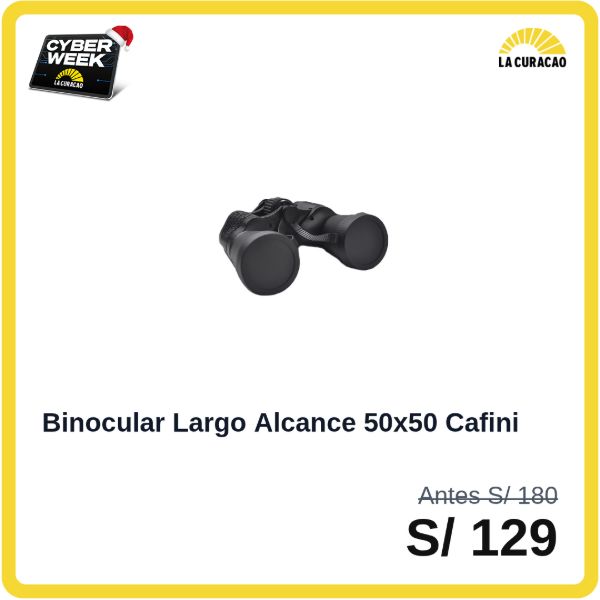 CYBER
WEEK
LA CURACAO
LA CURACAO
Binocular Largo Alcance 50x50 Cafini
Antes S/ 180
S/ 129